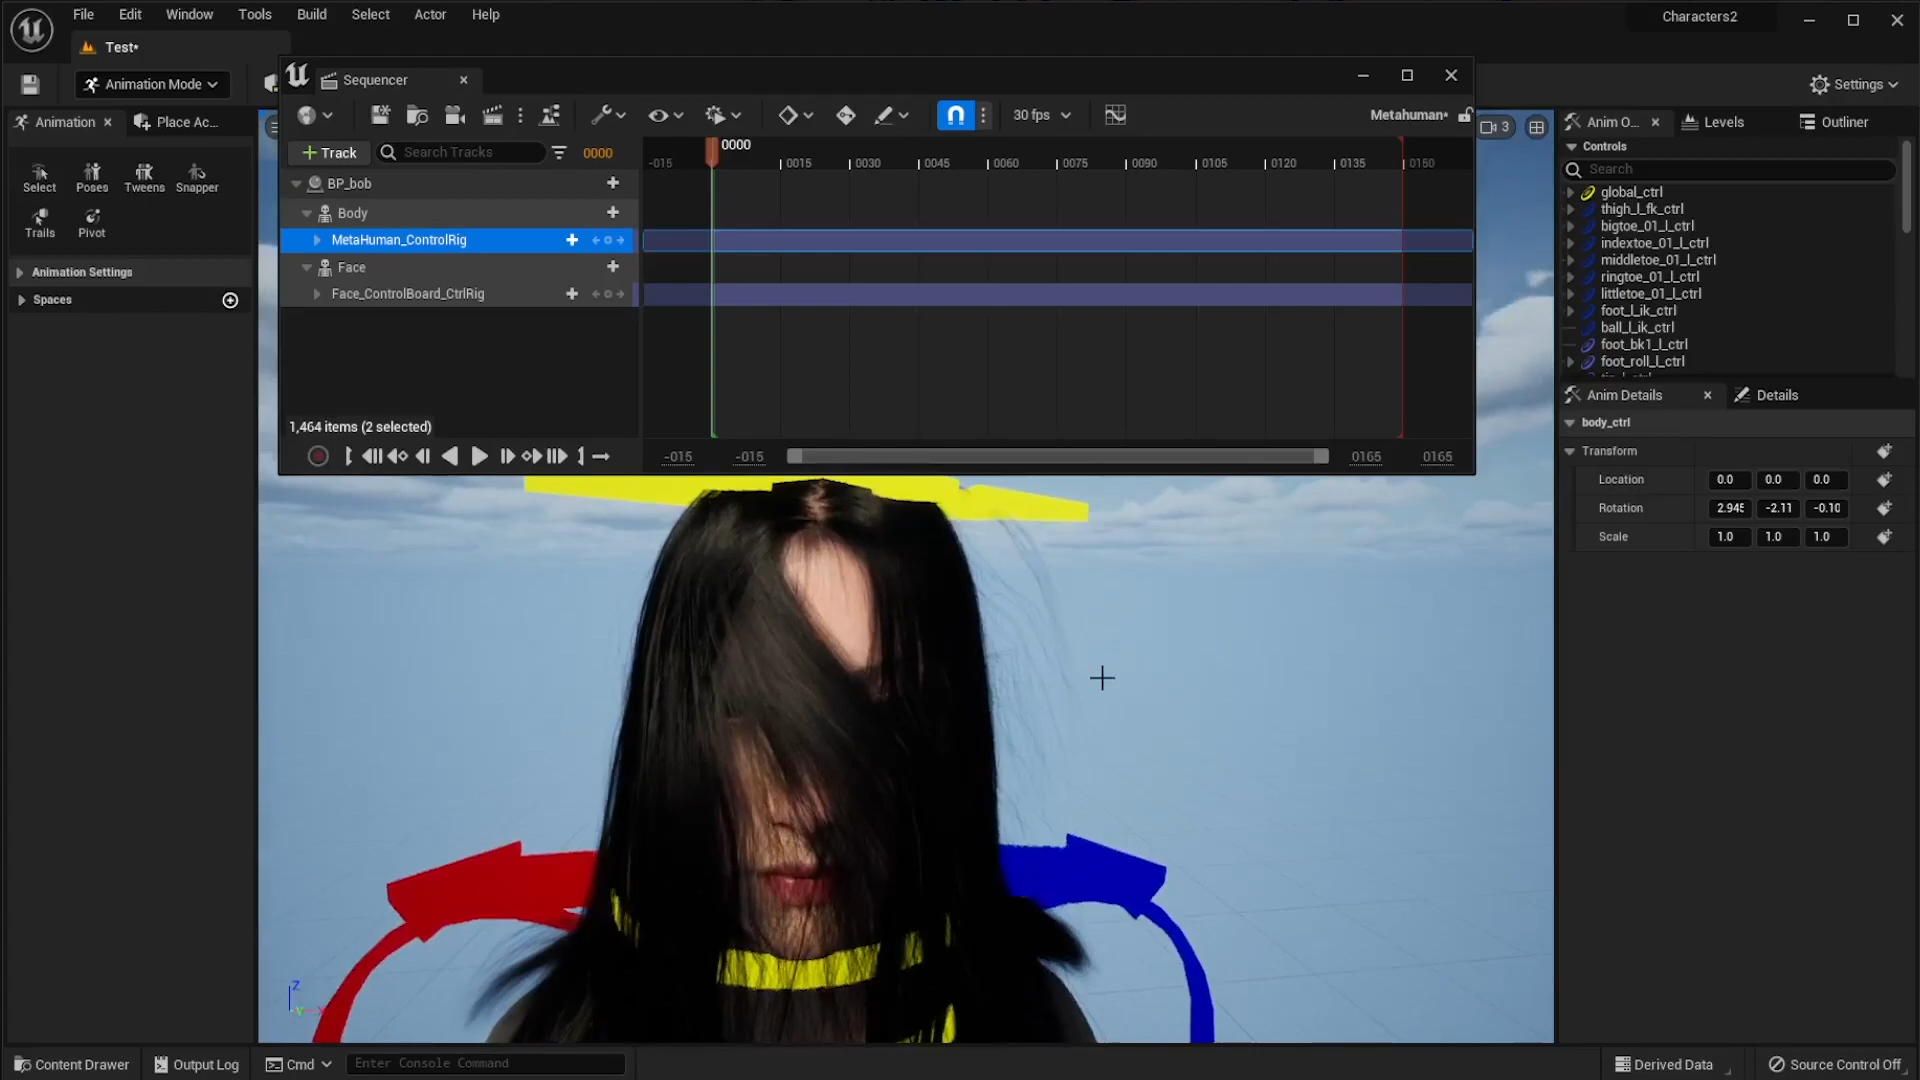 File Edit Window Tools Build Select Actor Help
Characters2
Test*
Animation Mode
Settings
Sequencer
30 fps
Metahuman*
Animation
Place Ac...
Track
Search Tracks
0000
0000
-015 0015 0030 0045 0060 0075 0090 0105 0120 0135 0150
BP_bob
Body
MetaHuman_ControlRig
Face
Face_ControlBoard_CtrlRig
1,464 items (2 selected)
-015 -015 0165 0165
Select Poses Tweens Snapper
Trails Pivot
Animation Settings
Spaces
3
Anim O... Levels Outliner
Controls
Search
global_ctrl
thigh_l_fk_ctrl
bigtoe_01_l_ctrl
indextoe_01_l_ctrl
middletoe_01_l_ctrl
ringtoe_01_l_ctrl
littletoe_01_l_ctrl
foot_l_ik_ctrl
ball_l_ik_ctrl
foot_bk1_l_ctrl
foot_roll_l_ctrl
Anim Details Details
body_ctrl
Transform
Location 0.0 0.0 0.0
Rotation 2.945 -2.11 -0.10
Scale 1.0 1.0 1.0
Z
Content Drawer Output Log Cmd Enter Console Command
Derived Data Source Control Off